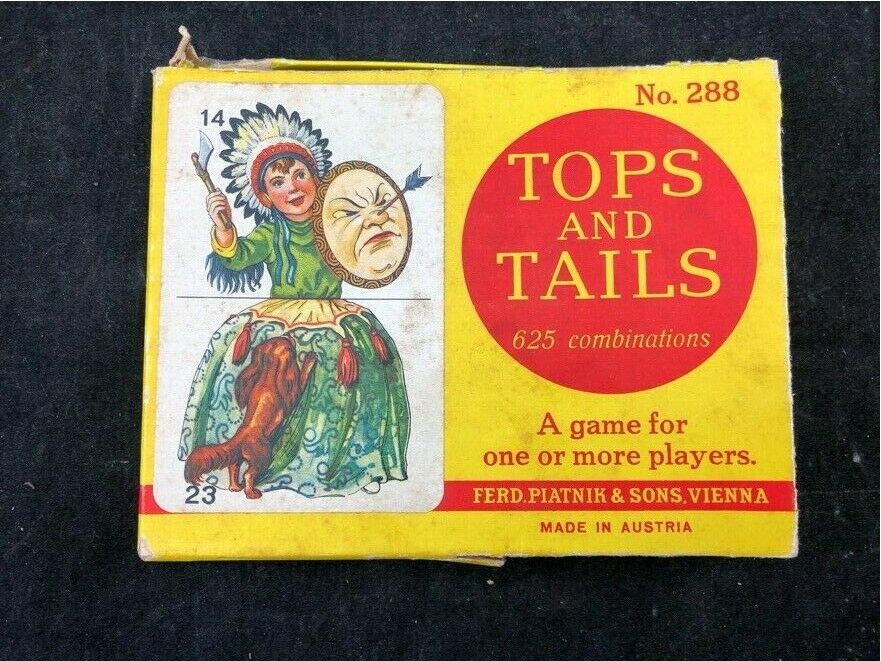 14
23
No. 288
TOPS
AND
TAILS
625 combinations
A game for
one or more players.
FERD. PIATNIK & SONS, VIENNA
MADE IN AUSTRIA